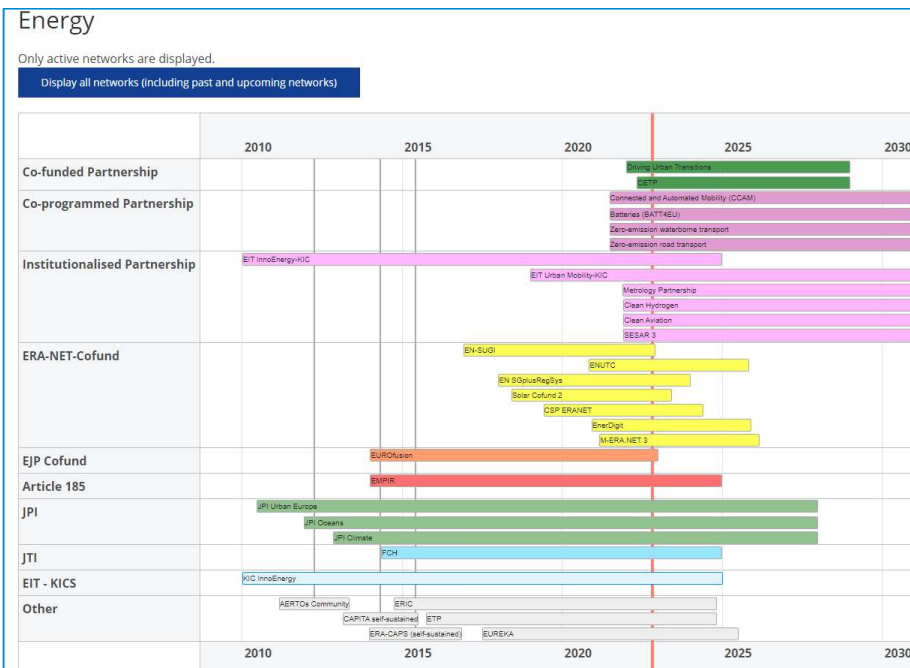 Energy
Only active networks are displayed.
Display all networks (including past and upcoming networks)
2010 2015 2020 2025 2030
Co-funded Partnership
Driving Urban Transitions
CETP
Co-programmed Partnership
Connected and Automated Mobility (CCAM)
Batteries (BATT4EU)
Zero-emission waterborne transport
Zero-emission road transport
Institutionalised Partnership
EIT InnoEnergy-KIC
EIT Urban Mobility-KIC
Metrology Partnership
Clean Hydrogen
Clean Aviation
SESAR 3
ERA-NET-Cofund
EN-SUGI
ENUTC
EN SGplusRegSys
Solar Cofund 2
CSP ERANET
EnerDigit
M-ERA.NET 3
EJP Cofund
EUROfusion
Article 185
EMPIR
JPI
JPI Urban Europe
JPI Oceans
JPI Climate
JTI
FCH
EIT - KICS
KIC InnoEnergy
Other
AERTOs Community ERIC
CAPITA self-sustained ETP
ERA-CAPS (self-sustained) EUREKA
2010 2015 2020 2025 2030